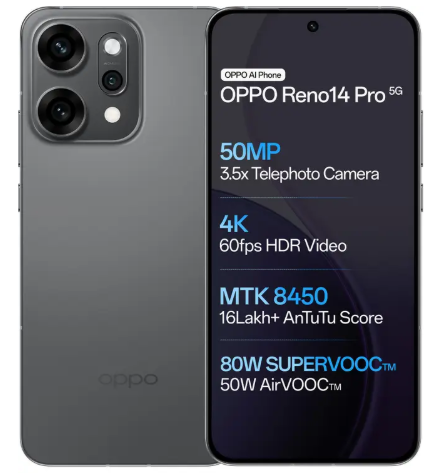 OPPO AI Phone
OPPO Reno14 Pro 5G
50MP
3.5x Telephoto Camera
4K
60fps HDR Video
MTK 8450
16Lakh+ AnTuTu Score
80W SUPERVOOC™
50W AirVOOC™
oppo